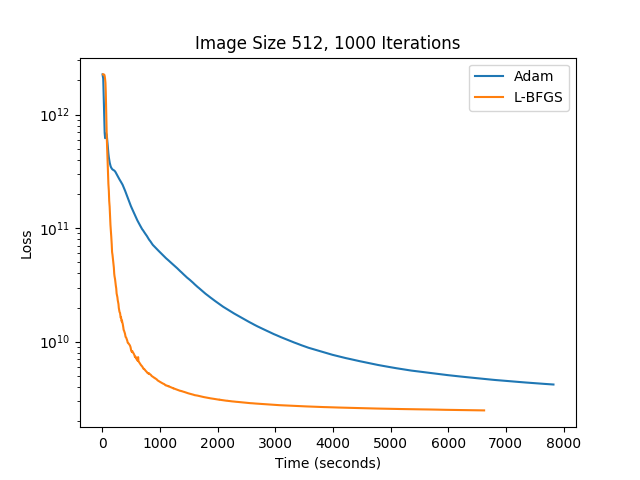 Image Size 512, 1000 Iterations
Adam
L-BFGS
10^12
10^11
10^10
Loss
0 1000 2000 3000 4000 5000 6000 7000 8000
Time (seconds)